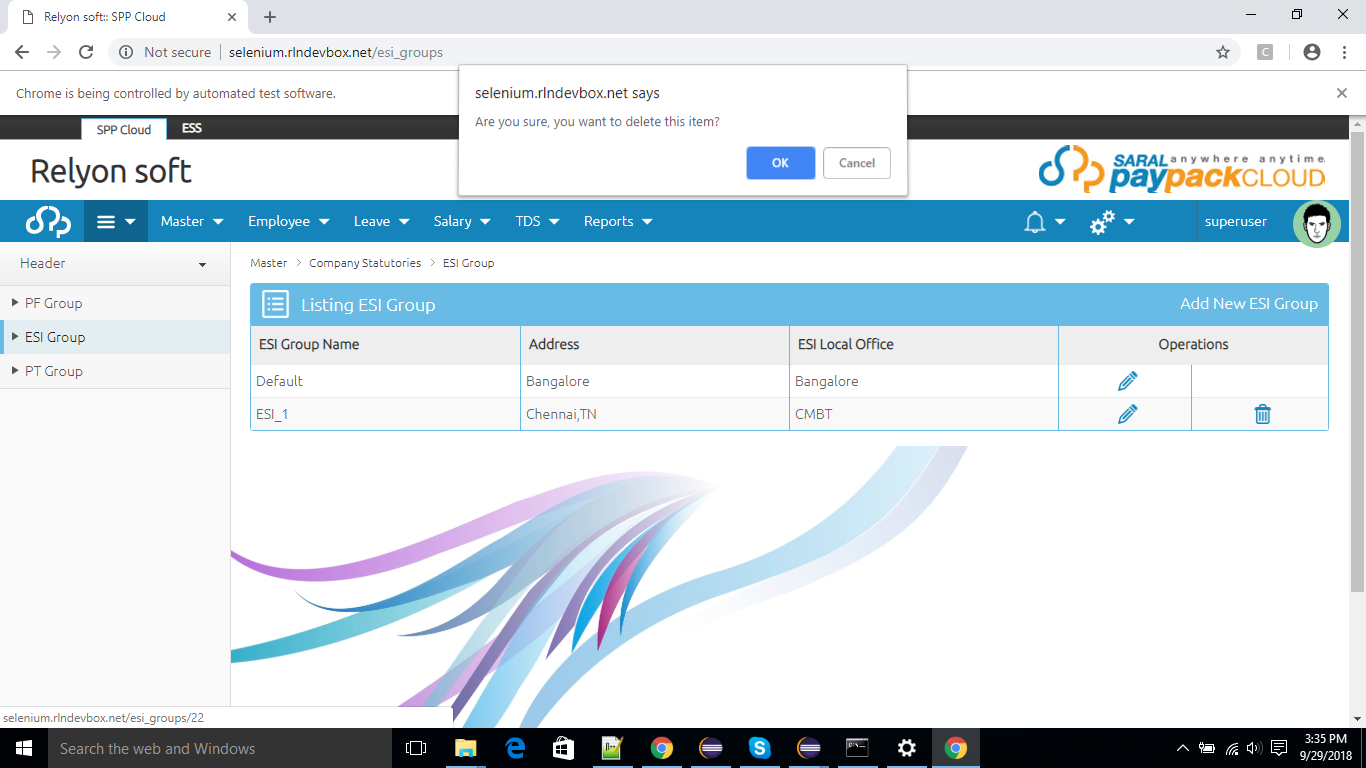 Relyon soft:: SPP Cloud
Not secure selenium.rlndevbox.net/esi_groups
C
Chrome is being controlled by automated test software.
selenium.rlndevbox.net says
Are you sure, you want to delete this item?
OK Cancel
SPP Cloud ESS
Relyon soft
SARAL anywhere anytime
paypackCLOUD
Master Employee Leave Salary TDS Reports superuser
Header
PF Group
ESI Group
PT Group
Master > Company Statutories > ESI Group
Listing ESI Group Add New ESI Group
ESI Group Name Address ESI Local Office Operations
Default Bangalore Bangalore
ESI_1 Chennai,TN CMBT
selenium.rlndevbox.net/esi_groups/22
Search the web and Windows
3:35 PM
9/29/2018